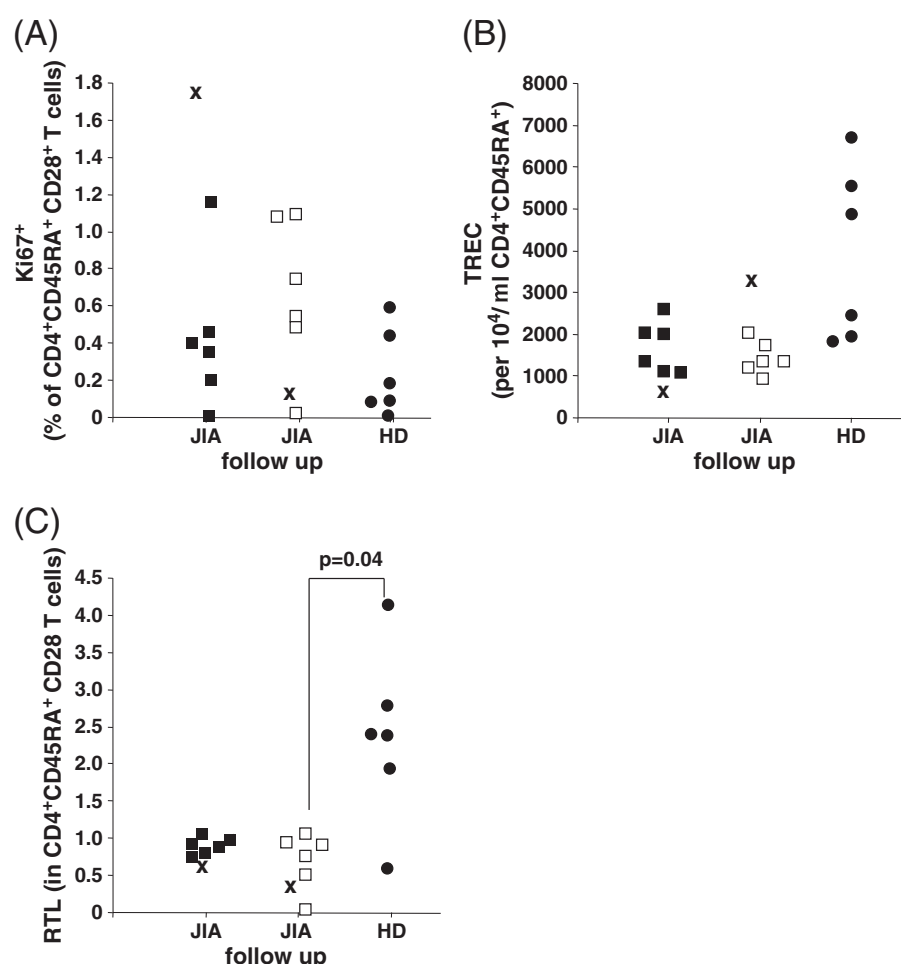 (A)
Ki67⁺
(% of CD4⁺CD45RA⁺ CD28⁺ T cells)
1.8
1.6
1.4
1.2
1.0
0.8
0.6
0.4
0.2
0
x
x
JIA
JIA
HD
follow up
(B)
TREC
(per 10⁴/ ml CD4⁺CD45RA⁺)
8000
7000
6000
5000
4000
3000
2000
1000
0
x
x
JIA
JIA
HD
follow up
(C)
RTL (in CD4⁺CD45RA⁺ CD28 T cells)
4.5
4.0
3.5
3.0
2.5
2.0
1.5
1.0
0.5
0
p=0.04
x
x
JIA
JIA
HD
follow up